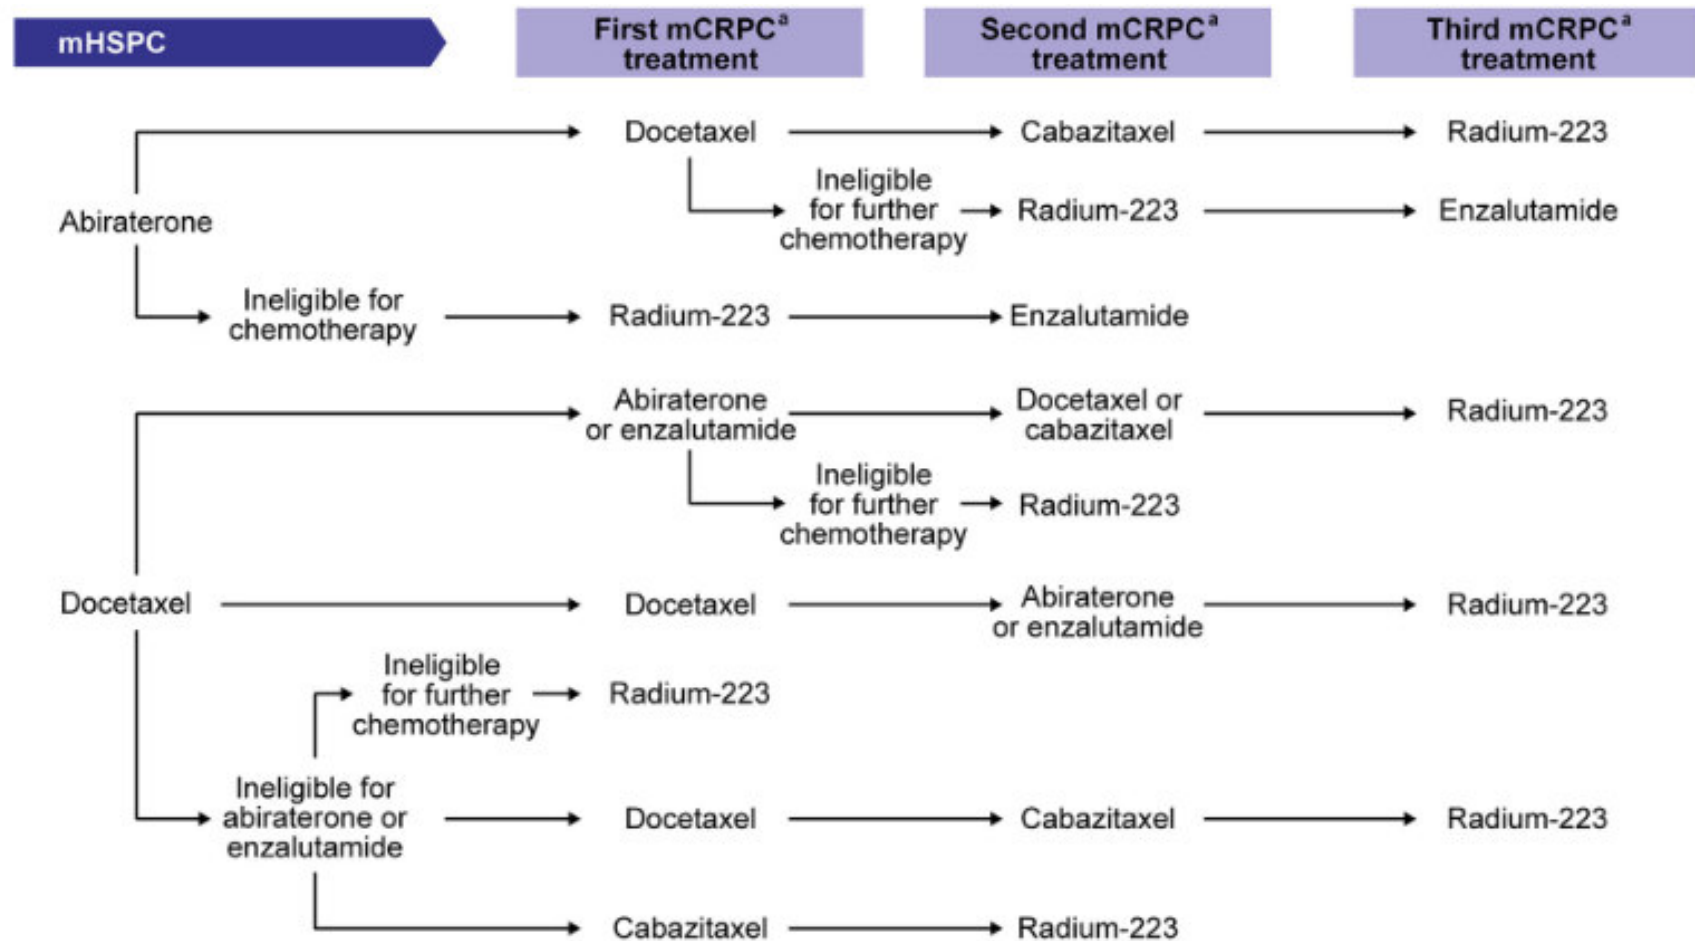 mHSPC
First mCRPCa
treatment
Second mCRPCa
treatment
Third mCRPCa
treatment
Docetaxel
Cabazitaxel
Radium-223
Abiraterone
Ineligible
for further
chemotherapy
Radium-223
Enzalutamide
Ineligible for
chemotherapy
Radium-223
Enzalutamide
Abiraterone
or enzalutamide
Docetaxel or
cabazitaxel
Radium-223
Ineligible
for further
chemotherapy
Radium-223
Docetaxel
Docetaxel
Abiraterone
or enzalutamide
Radium-223
Ineligible
for further
chemotherapy
Radium-223
Ineligible for
abiraterone or
enzalutamide
Docetaxel
Cabazitaxel
Radium-223
Cabazitaxel
Radium-223